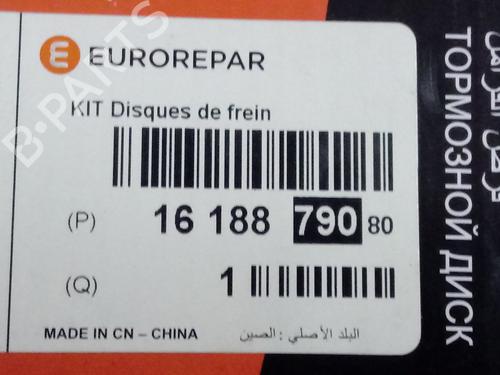 EUROREPAR
KIT Disques de frein
(P) 16 188 790 80
(Q) 1
MADE IN CN – CHINA
البلد الأصلي : الصين
ТОРМОЗНОЙ ДИСК
B-PARTS